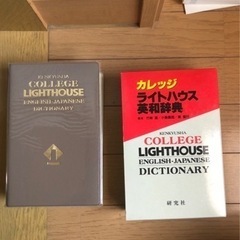 KENKYUSHA
COLLEGE
LIGHTHOUSE
ENGLISH-JAPANESE
DICTIONARY
カレッジ
ライトハウス
英和辞典
KENKYUSHA
COLLEGE
LIGHTHOUSE
ENGLISH-JAPANESE
DICTIONARY
研究社